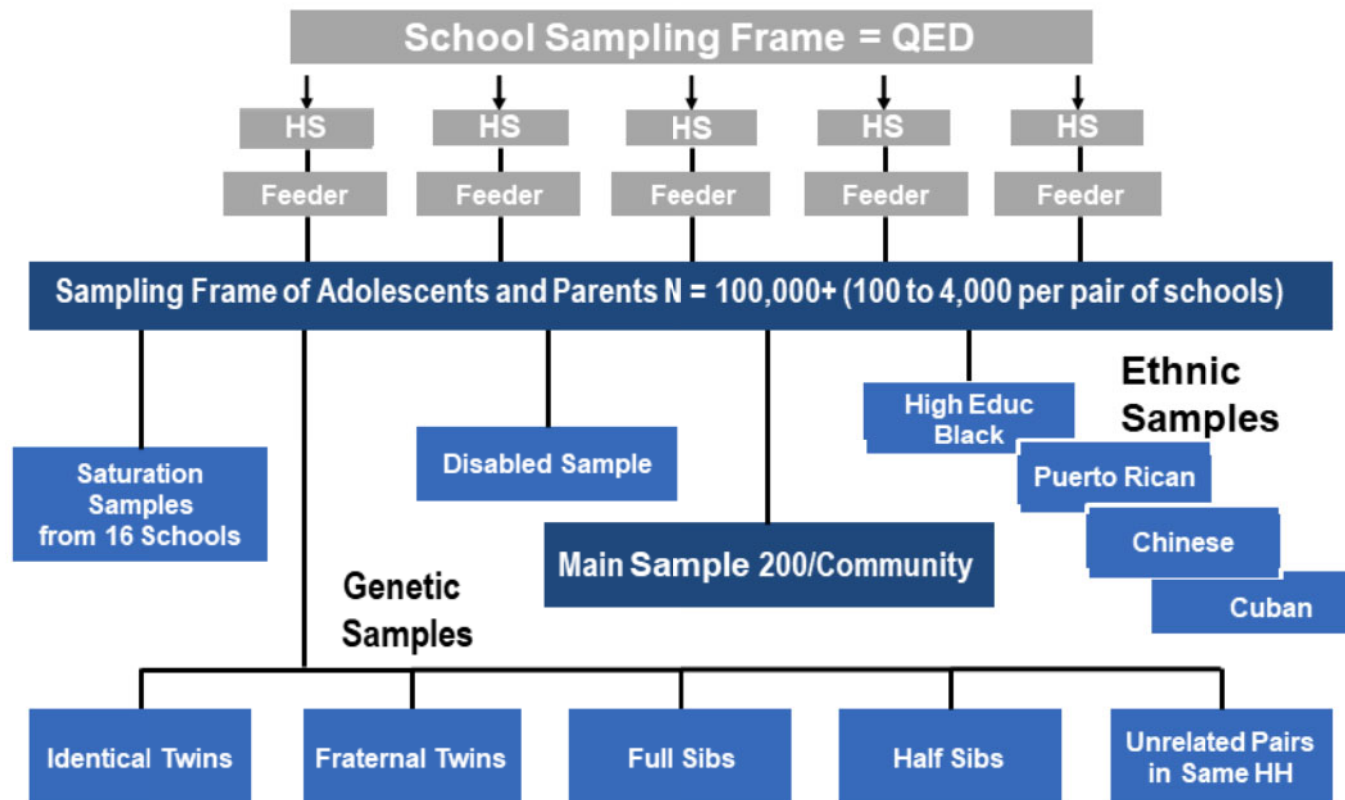 School Sampling Frame = QED
HS
HS
HS
HS
HS
Feeder
Feeder
Feeder
Feeder
Feeder
Sampling Frame of Adolescents and Parents N = 100,000+ (100 to 4,000 per pair of schools)
Saturation
Samples
from 16 Schools
Disabled Sample
Main Sample 200/Community
Ethnic
Samples
High Educ
Black
Puerto Rican
Chinese
Cuban
Genetic
Samples
Identical Twins
Fraternal Twins
Full Sibs
Half Sibs
Unrelated Pairs
in Same HH